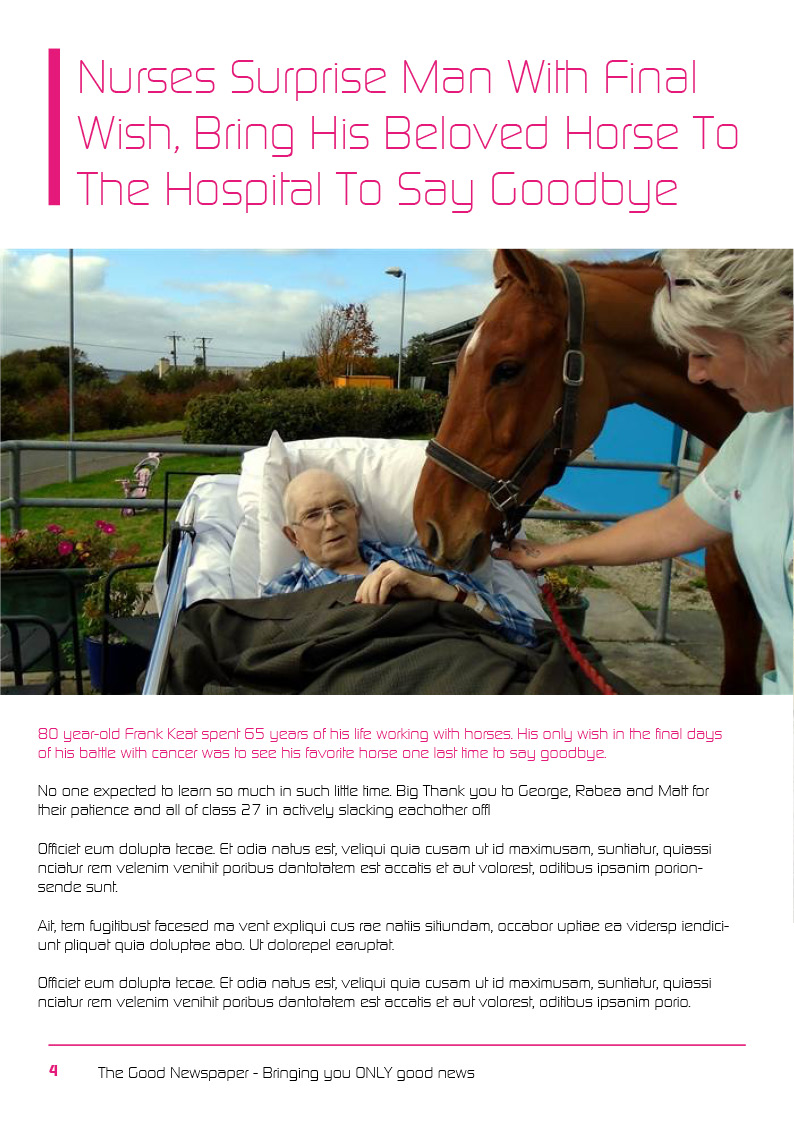 Nurses Surprise Man With Final
Wish, Bring His Beloved Horse To
The Hospital To Say Goodbye
80 year-old Frank Keat spent 65 years of his life working with horses. His only wish in the final days
of his battle with cancer was to see his favorite horse one last time to say goodbye.
No one expected to learn so much in such little time. Big Thank you to George, Rabea and Matt for
their patience and all of class 27 in actively slacking eachother off!
Officiet eum dolupta tecae. Et odia natus est, veliqui quia cusam ut id maximusam, suntiatur, quiassi
nciatur rem velenim venihit poribus dantotatem est accatis et aut volorest, oditibus ipsanim porion-
sende sunt.
Ait, tem fugitibust facesed ma vent expliqui cus rae natiis sitiundam, occabor uptiae ea vidersp iendici-
unt pliquat quia doluptae abo. Ut dolorepel earuptat.
Officiet eum dolupta tecae. Et odia natus est, veliqui quia cusam ut id maximusam, suntiatur, quiassi
nciatur rem velenim venihit poribus dantotatem est accatis et aut volorest, oditibus ipsanim porio.
4 The Good Newspaper - Bringing you ONLY good news